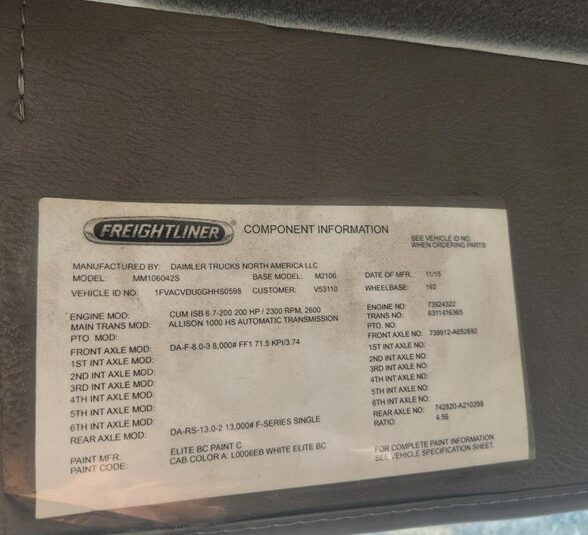 FREIGHTLINER COMPONENT INFORMATION
SEE VEHICLE ID NO.
WHEN ORDERING PARTS
MANUFACTURED BY: DAIMLER TRUCKS NORTH AMERICA LLC
MODEL: MM106042S BASE MODEL: M2106 DATE OF MFR. 11/15
VEHICLE ID NO: 1FVACVDU0GHHS0598 CUSTOMER: V53110 WHEELBASE: 192
ENGINE MOD: CUM ISB 6.7-200 200 HP / 2300 RPM, 2600 ENGINE NO: 73924322
MAIN TRANS MOD: ALLISON 1000 HS AUTOMATIC TRANSMISSION TRANS NO: 6311416365
PTO MOD: PTO. NO:
FRONT AXLE MOD: DA-F-8.0-3 8,000# FF1 71.5 KPI/3.74 FRONT AXLE NO: 739912-A652692
1ST INT AXLE MOD: 1ST INT AXLE NO:
2ND INT AXLE MOD: 2ND INT AXLE NO:
3RD INT AXLE MOD: 3RD INT AXLE NO:
4TH INT AXLE MOD: 4TH INT AXLE NO:
5TH INT AXLE MOD: 5TH INT AXLE NO:
6TH INT AXLE MOD: 6TH INT AXLE NO:
REAR AXLE MOD: DA-RS-13.0-2 13,000# F-SERIES SINGLE REAR AXLE NO: 742820-A210298
RATIO: 4.56
PAINT MFR: ELITE BC PAINT C
PAINT CODE: CAB COLOR A: L0006EB WHITE ELITE BC
FOR COMPLETE PAINT INFORMATION
SEE VEHICLE SPECIFICATION SHEET.